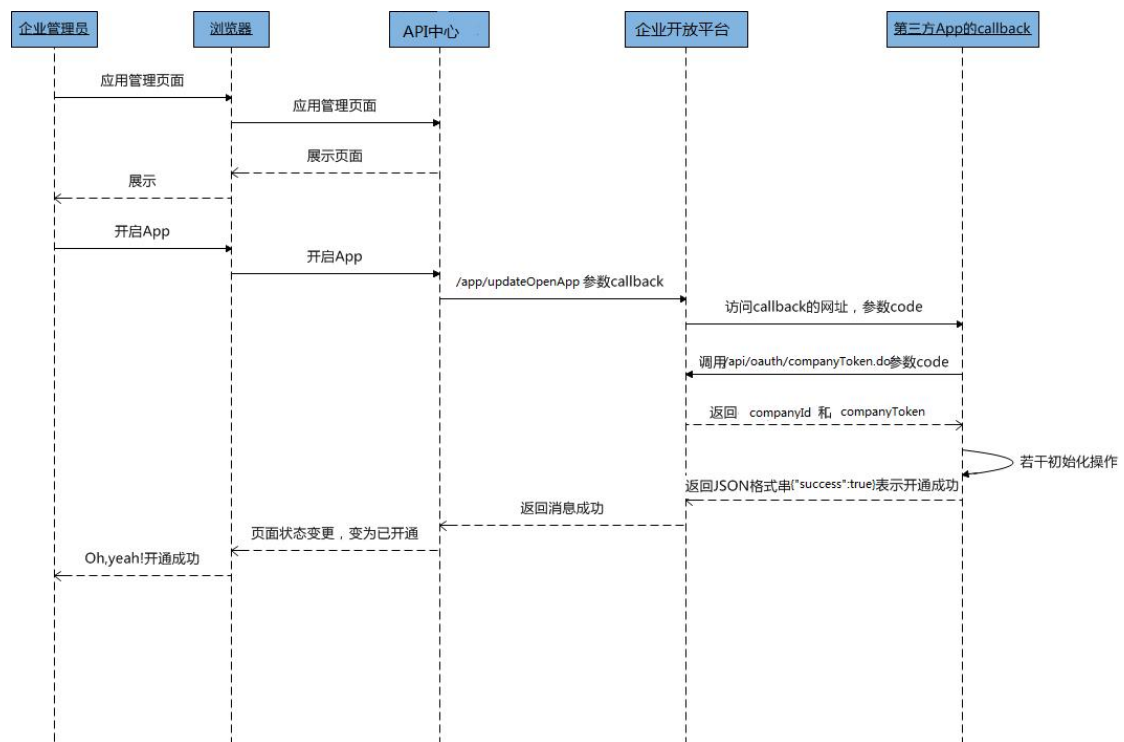 企业管理员
浏览器
API中心
企业开放平台
第三方App的callback
应用管理页面
应用管理页面
展示页面
展示
开启App
开启App
/app/updateOpenApp 参数callback
访问callback的网址，参数code
调用/api/oauth/companyToken.do参数code
返回 companyId 和 companyToken
若干初始化操作
返回JSON格式串{"success":true}表示开通成功
返回消息成功
页面状态变更，变为已开通
Oh,yeah!开通成功